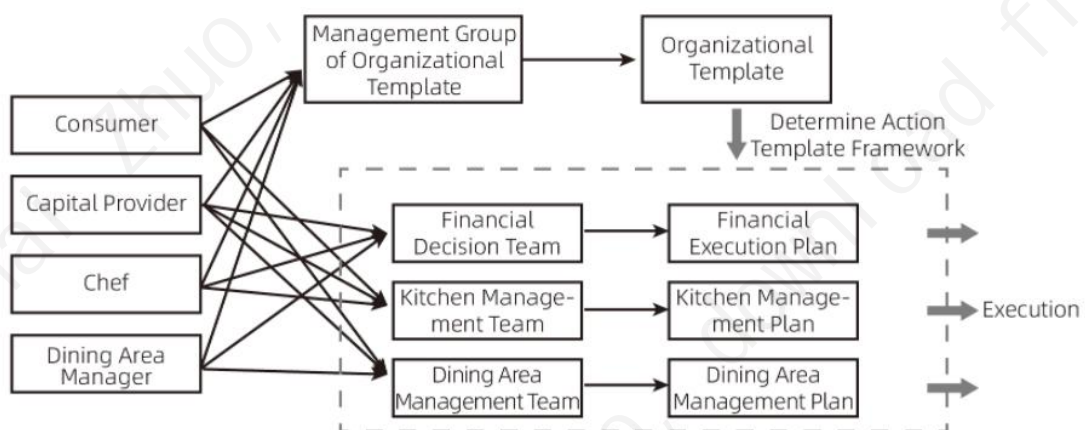 Management Group
of Organizational
Template
Organizational
Template
Consumer
Determine Action
Template Framework
Capital Provider
Financial
Decision Team
Financial
Execution Plan
Chef
Kitchen Manage-
ment Team
Kitchen Manage-
ment Plan
Execution
Dining Area
Manager
Dining Area
Management Team
Dining Area
Management Plan
zhuo,